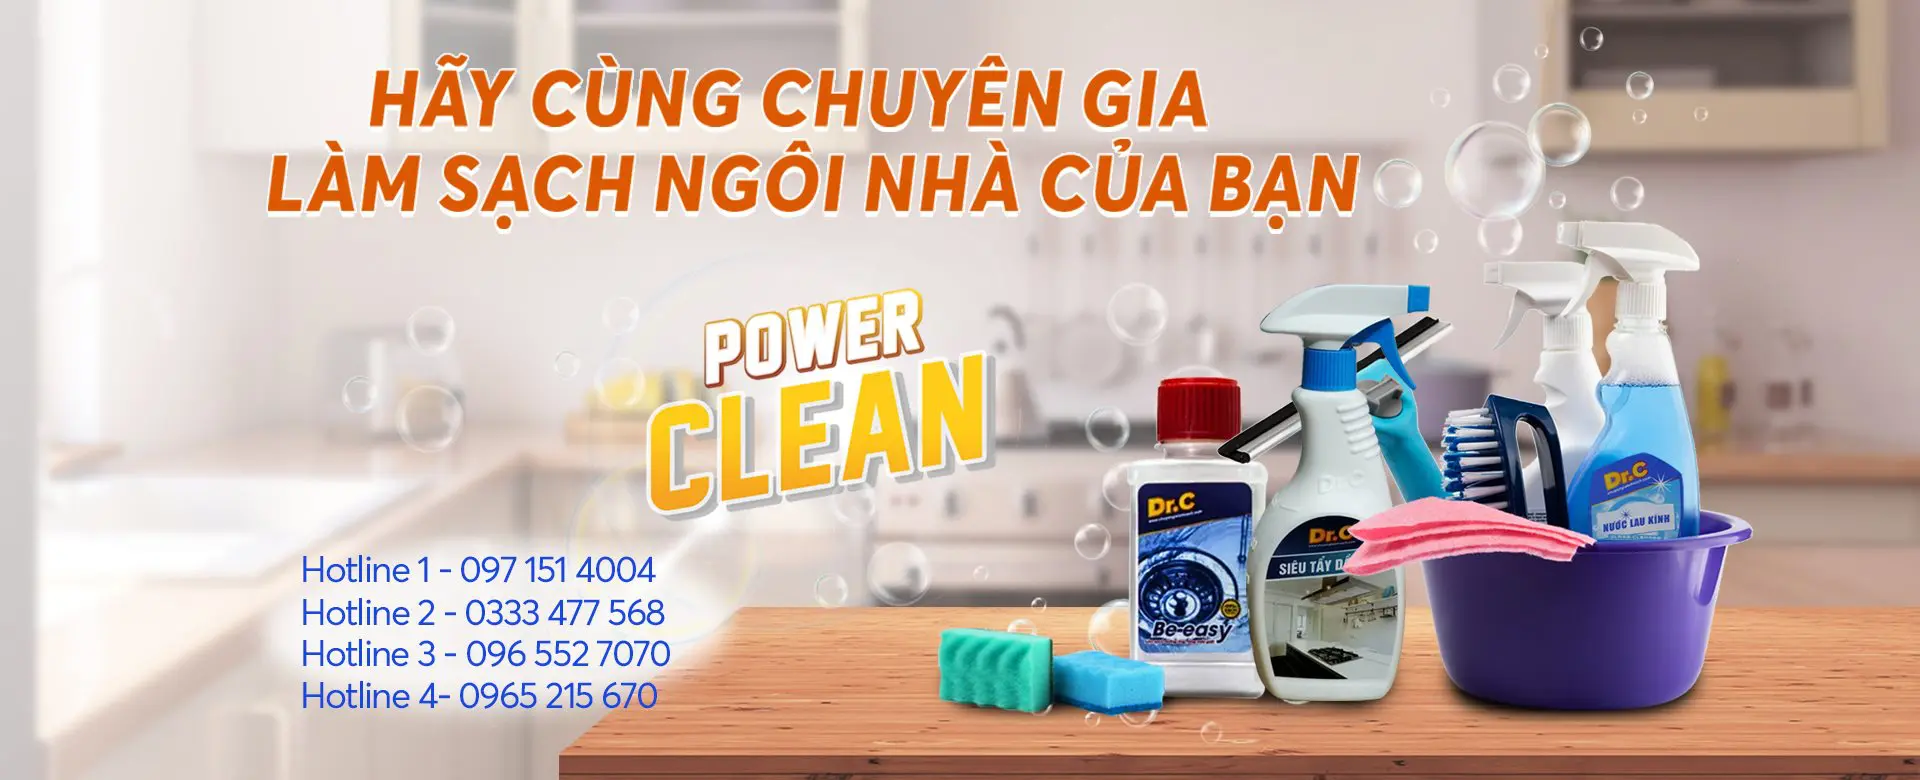 HÃY CÙNG CHUYÊN GIA
LÀM SẠCH NGÔI NHÀ CỦA BẠN
POWER
CLEAN
Hotline 1 - 097 151 4004
Hotline 2 - 0333 477 568
Hotline 3 - 096 552 7070
Hotline 4- 0965 215 670
Dr.C
Be-easy
Dr.C
Dr.C
SIÊU TẨY
Dr.C
NƯỚC LAU KÍNH